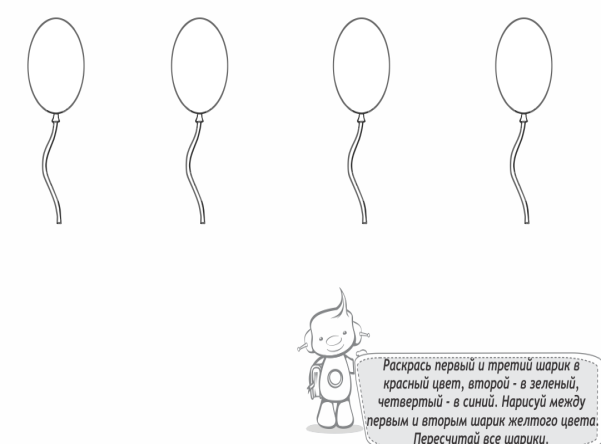 Раскрась первый и третий шарик в
красный цвет, второй - в зеленый,
четвертый - в синий. Нарисуй между
первым и вторым шарик желтого цвета.
Пересчитай все шарики.